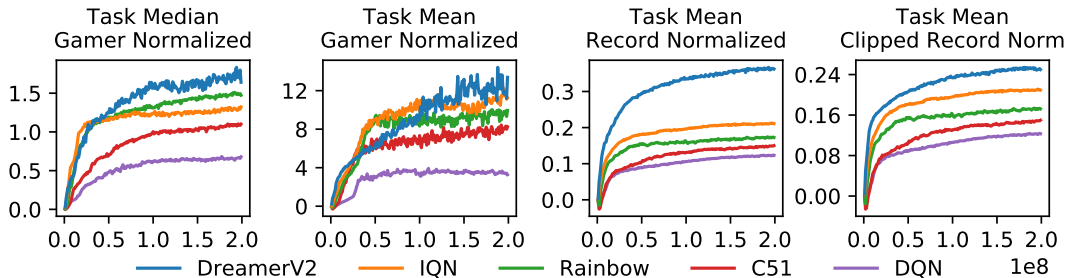 Task Median
Gamer Normalized
Task Mean
Gamer Normalized
Task Mean
Record Normalized
Task Mean
Clipped Record Norm
1.5
1.0
0.5
0.0
12
8
4
0
0.3
0.2
0.1
0.0
0.24
0.16
0.08
0.00
0.0 0.5 1.0 1.5 2.0
0.0 0.5 1.0 1.5 2.0
0.0 0.5 1.0 1.5 2.0
0.0 0.5 1.0 1.5 2.0
1e8
DreamerV2 IQN Rainbow C51 DQN